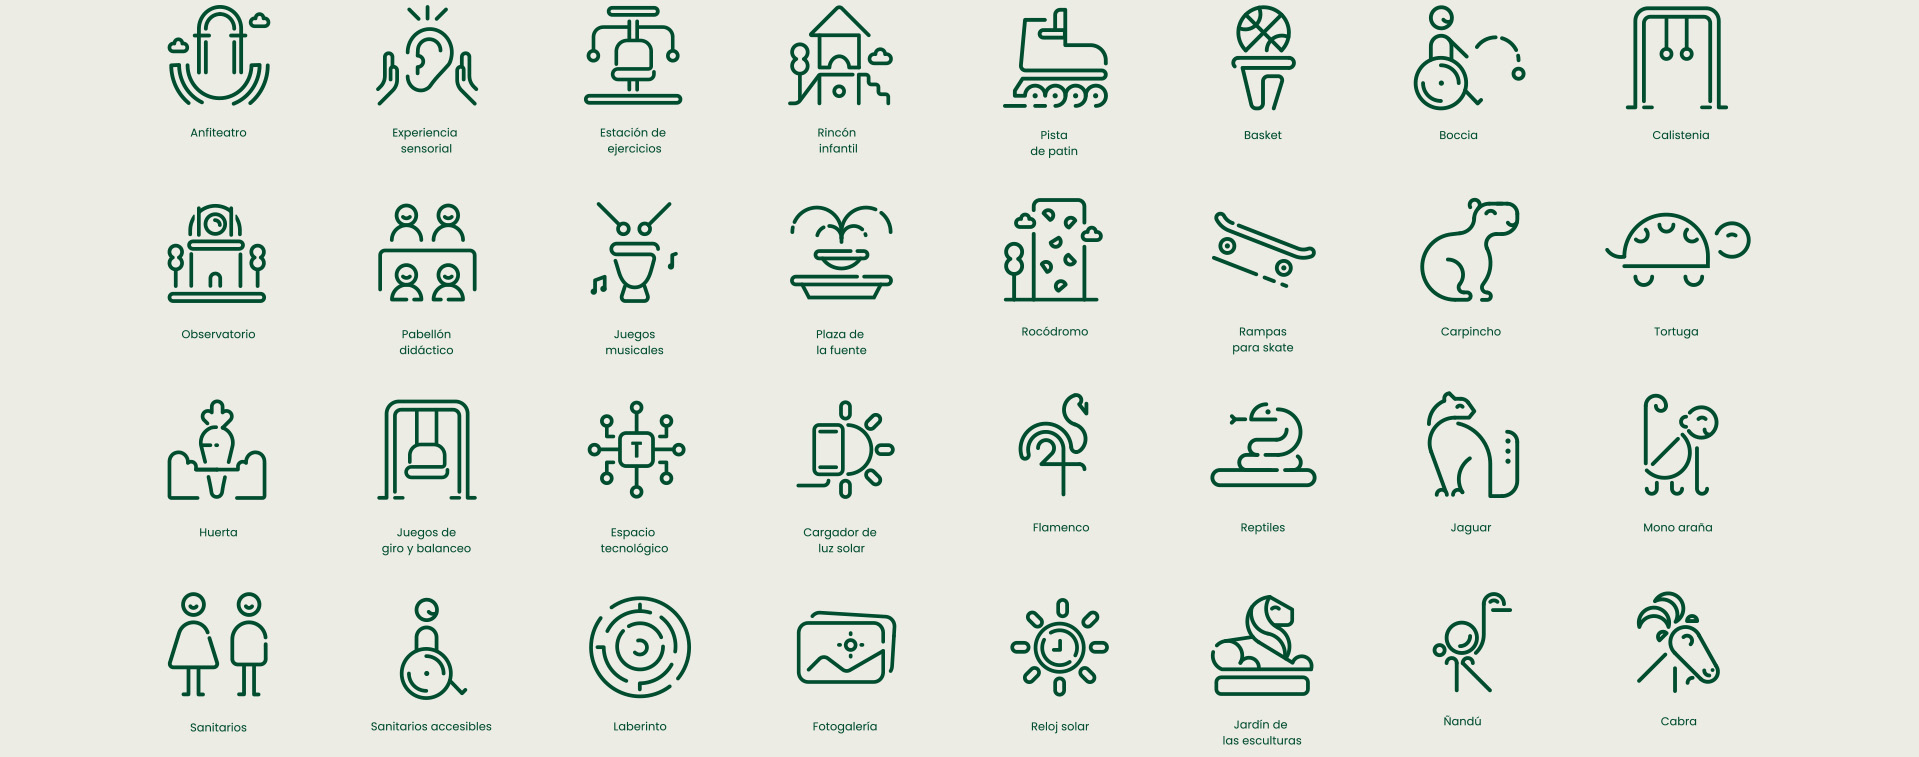 Anfiteatro
Experiencia
sensorial
Estación de
ejercicios
Rincón
infantil
Pista
de patin
Basket
Boccia
Calistenia
Observatorio
Pabellón
didáctico
Juegos
musicales
Plaza de
la fuente
Rocódromo
Rampas
para skate
Carpincho
Tortuga
Huerta
Juegos de
giro y balanceo
T
Espacio
tecnológico
Cargador de
luz solar
Flamenco
Reptiles
Jaguar
Mono araña
Sanitarios
Sanitarios accesibles
Laberinto
Fotogalería
Reloj solar
Jardín de
las esculturas
Ñandú
Cabra